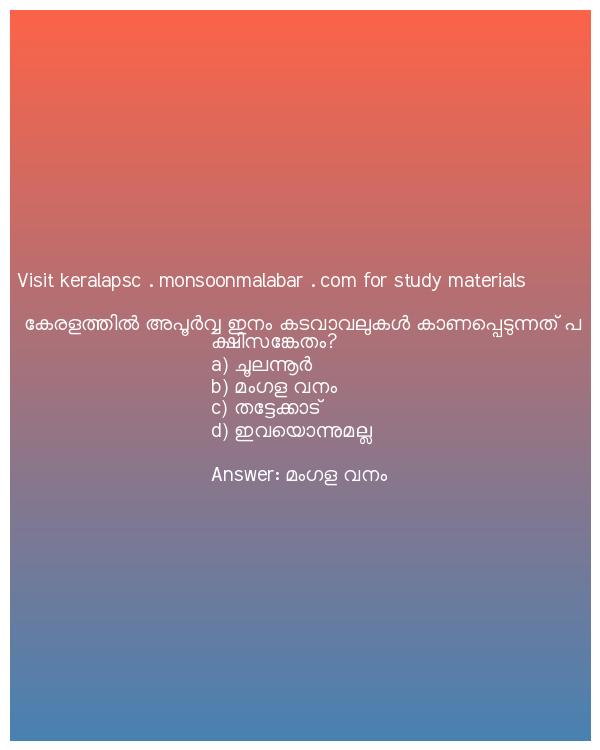 Visit keralapsc . monsoonmalabar . com for study materials
കേരളത്തിൽ അപൂർവ്വ ഇനം കടവാവലുകൾ കാണപ്പെടുന്നത് പ
ക്ഷിസങ്കേതം?
a) ചൂലന്നൂർ
b) മംഗള വനം
c) തട്ടേക്കാട്
d) ഇവയൊന്നുമല്ല
Answer: മംഗള വനം